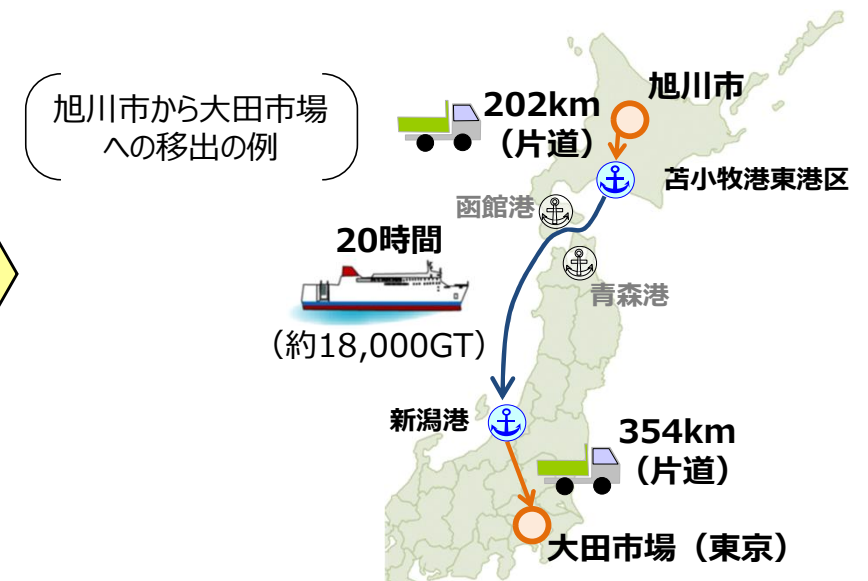 旭川市から大田市場
への移出の例
202km
（片道）
旭川市
苫小牧港東港区
函館港
20時間
青森港
（約18,000GT）
新潟港
354km
（片道）
大田市場（東京）